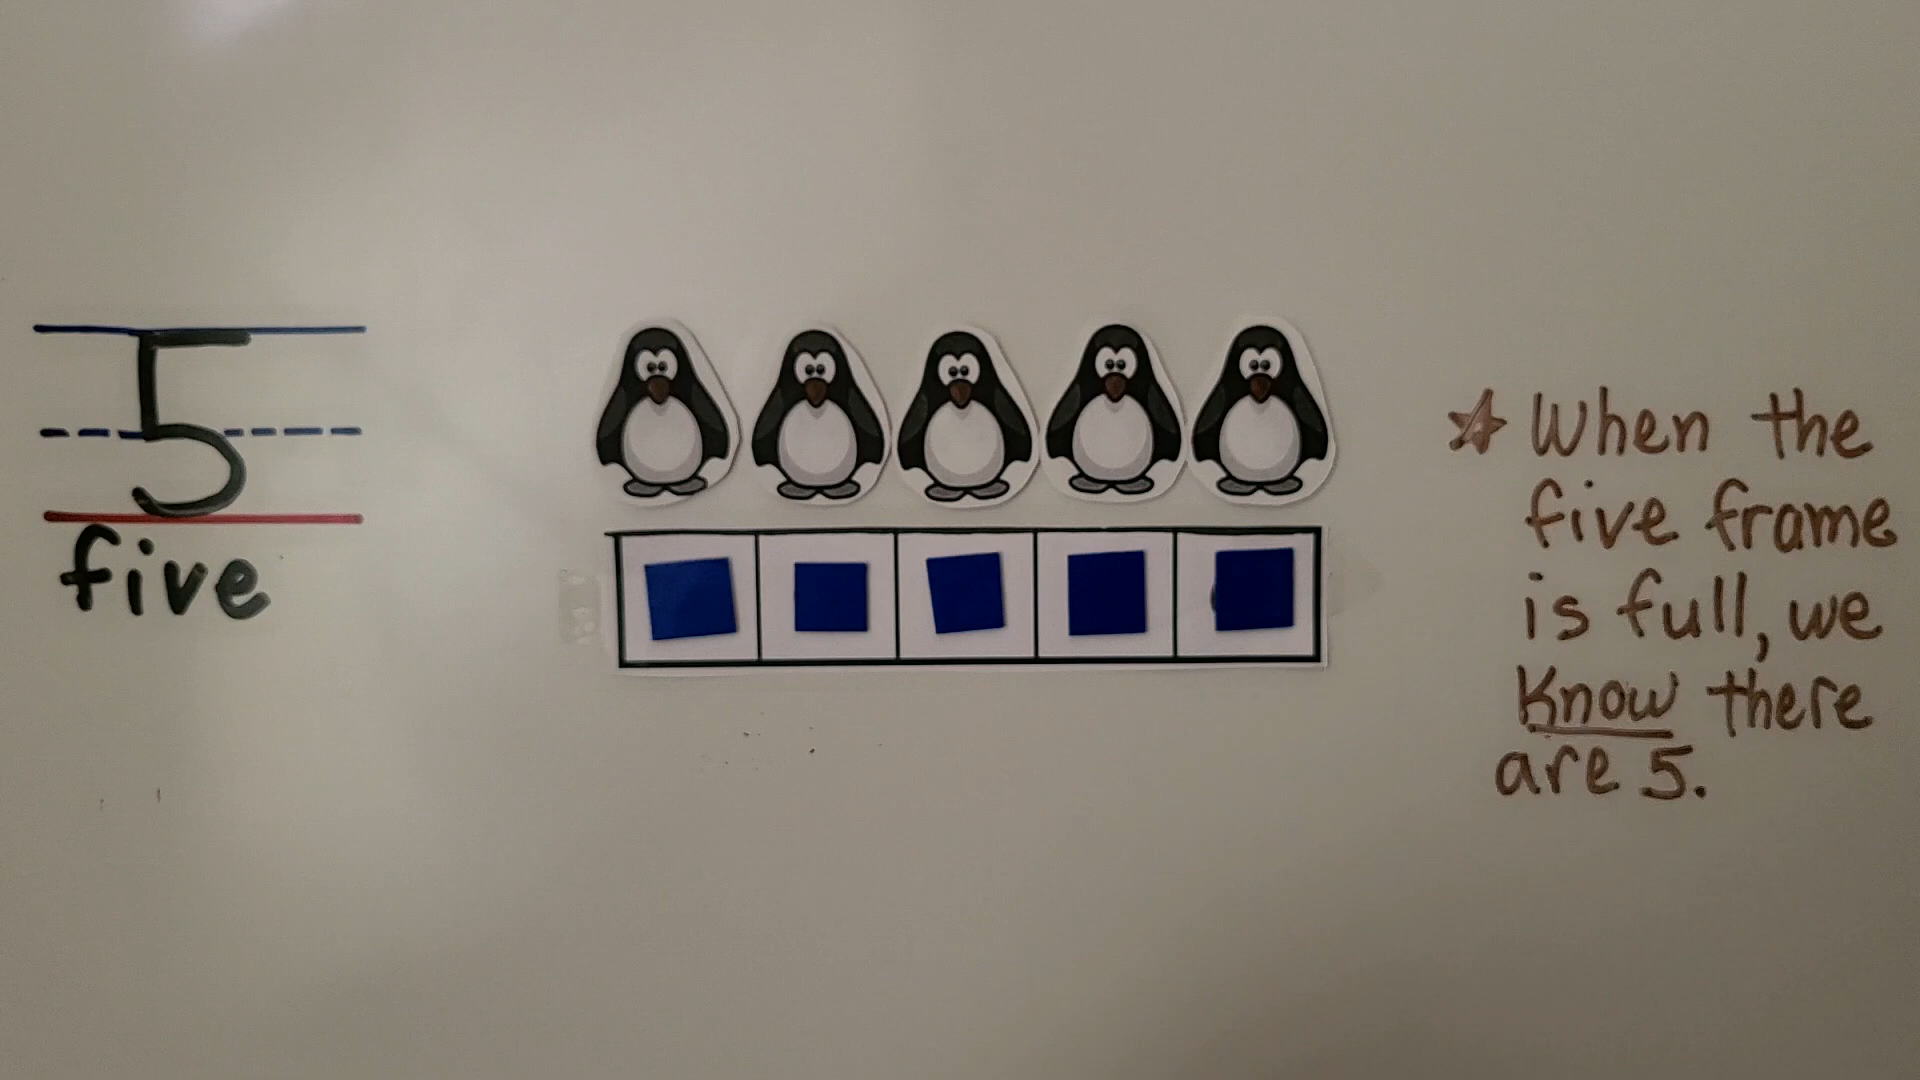 5
five
☆ When the
five frame
is full, we
Know there
are 5.